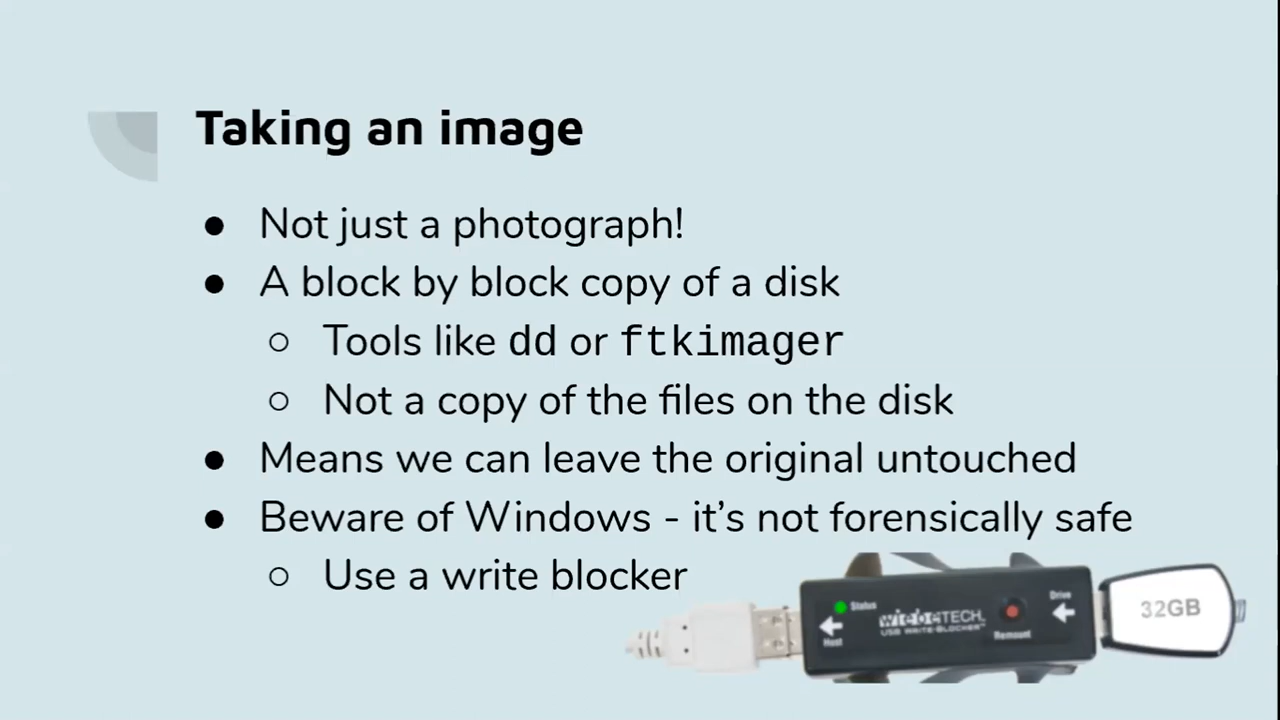 Taking an image
● Not just a photograph!
● A block by block copy of a disk
○ Tools like dd or ftkimager
○ Not a copy of the files on the disk
● Means we can leave the original untouched
● Beware of Windows - it’s not forensically safe
○ Use a write blocker
Status
Host
wiebeTECH
USB WRITE-BLOCKER™
Remount
Drive
32GB